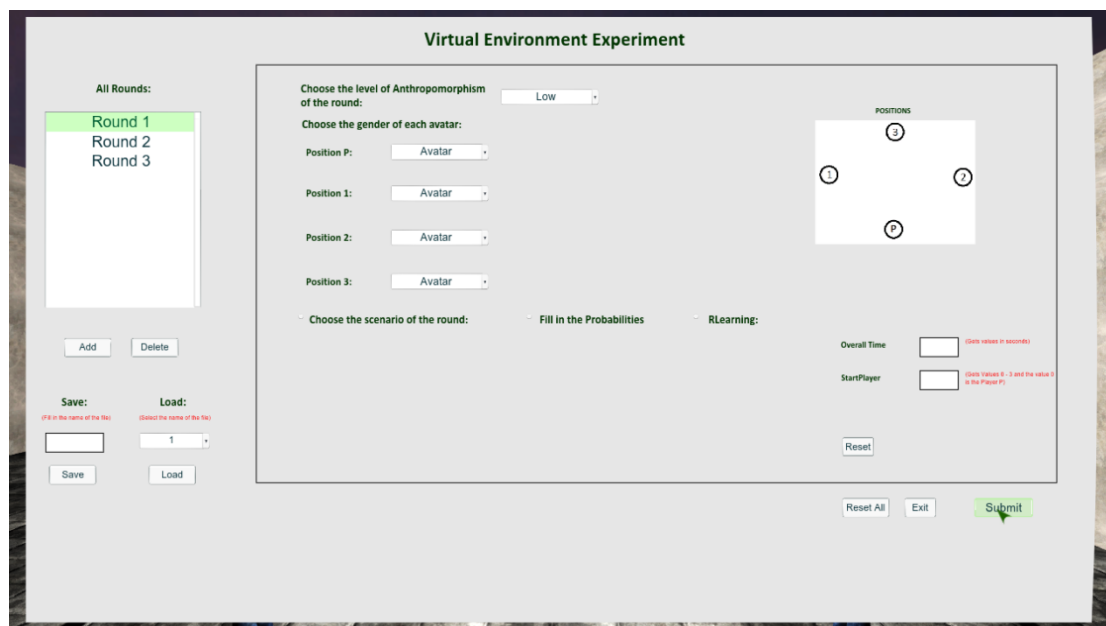 Virtual Environment Experiment
All Rounds:
Round 1
Round 2
Round 3
Add
Delete
Save:
Load:
(Fill in the name of the file)
(Select the name of the file)
1
Save
Load
Choose the level of Anthropomorphism
of the round:
Low
Choose the gender of each avatar:
Position P:
Avatar
Position 1:
Avatar
Position 2:
Avatar
Position 3:
Avatar
POSITIONS
3
1
2
P
Choose the scenario of the round:
Fill in the Probabilities
RLearning:
Overall Time
(Gets values in seconds)
StartPlayer
(Gets Values 0 - 3 and the value 0
is the Player P)
Reset
Reset All
Exit
Submit